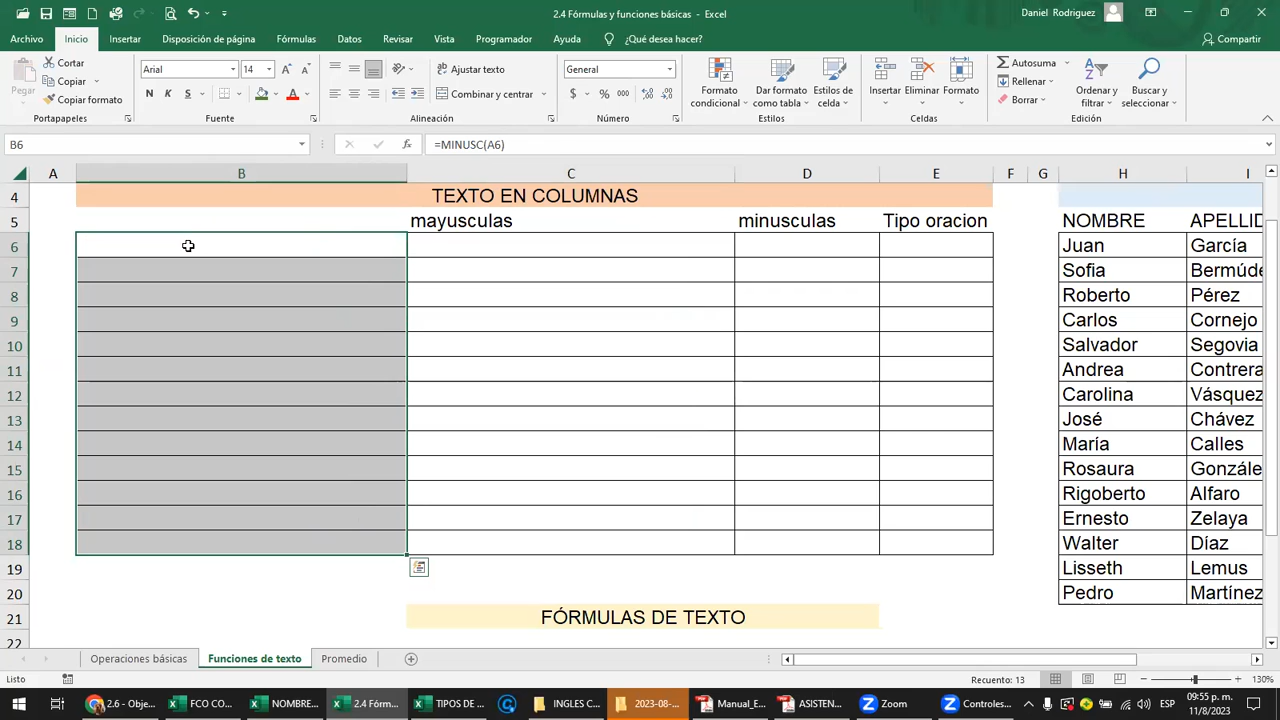 2.4 Fórmulas y funciones básicas - Excel
Daniel Rodriguez
Archivo Inicio Insertar Disposición de página Fórmulas Datos Revisar Vista Programador Ayuda ¿Qué desea hacer? Compartir
Pegar
Cortar
Copiar
Copiar formato
Portapapeles
Arial 14
N K S
Fuente
Ajustar texto
Combinar y centrar
Alineación
General
$ % 000
Número
Formato condicional
Dar formato como tabla
Estilos de celda
Estilos
Insertar Eliminar Formato
Celdas
Autosuma
Rellenar
Borrar
Ordenar y filtrar
Buscar y seleccionar
Edición
B6 fx =MINUSC(A6)
A B C D E F G H I
4 TEXTO EN COLUMNAS
5 mayusculas minusculas Tipo oracion NOMBRE APELLID
6 Juan García
7 Sofia Bermúde
8 Roberto Pérez
9 Carlos Cornejo
10 Salvador Segovia
11 Andrea Contrera
12 Carolina Vásquez
13 José Chávez
14 María Calles
15 Rosaura Gonzále
16 Rigoberto Alfaro
17 Ernesto Zelaya
18 Walter Díaz
19 Lisseth Lemus
20 Pedro Martínez
21 FÓRMULAS DE TEXTO
22
Operaciones básicas Funciones de texto Promedio
Listo Recuento: 13 130%
2.6 - Obje... FCO CO... NOMBRE... 2.4 Fórm... TIPOS DE ... INGLES C... 2023-08-... Manual_E... ASISTEN... Zoom Controles... ESP 09:55 p. m.
11/8/2023